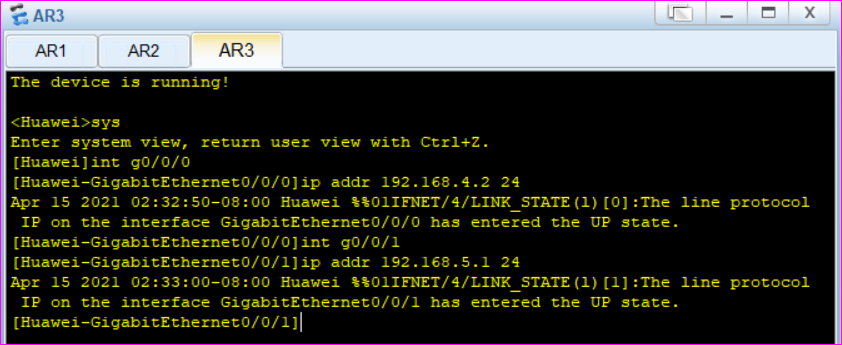 AR3
X
AR1
AR2
AR3
The device is running!
<Huawei>sys
Enter system view, return user view with Ctrl+Z.
[Huawei]int g0/0/0
[Huawei-GigabitEthernet0/0/0]ip addr 192.168.4.2 24
Apr 15 2021 02:32:50-08:00 Huawei %%01IFNET/4/LINK_STATE(l)[0]:The line protocol
IP on the interface GigabitEthernet0/0/0 has entered the UP state.
[Huawei-GigabitEthernet0/0/0]int g0/0/1
[Huawei-GigabitEthernet0/0/1]ip addr 192.168.5.1 24
Apr 15 2021 02:33:00-08:00 Huawei %%01IFNET/4/LINK_STATE(l)[1]:The line protocol
IP on the interface GigabitEthernet0/0/1 has entered the UP state.
[Huawei-GigabitEthernet0/0/1]